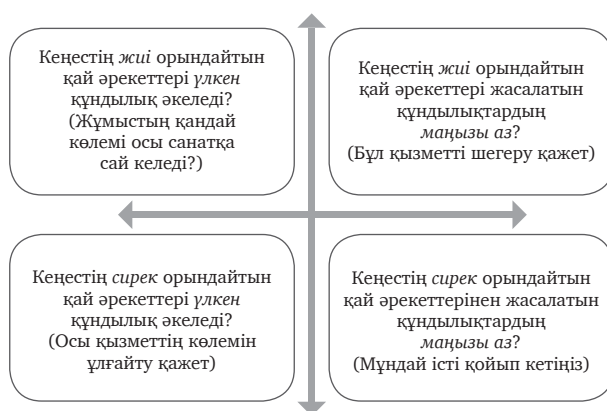 Кеңестің жиі орындайтын
қай әрекеттері үлкен
құндылық әкеледі?
(Жұмыстың қандай
көлемі осы санатқа
сай келеді?)
Кеңестің жиі орындайтын
қай әрекеттері жасалатын
құндылықтардың
маңызы аз?
(Бұл қызметті шегеру қажет)
Кеңестің сирек орындайтын
қай әрекеттері үлкен
құндылық әкеледі?
(Осы қызметтің көлемін
ұлғайту қажет)
Кеңестің сирек орындайтын
қай әрекеттерінен жасалатын
құндылықтардың
маңызы аз?
(Мұндай істі қойып кетіңіз)